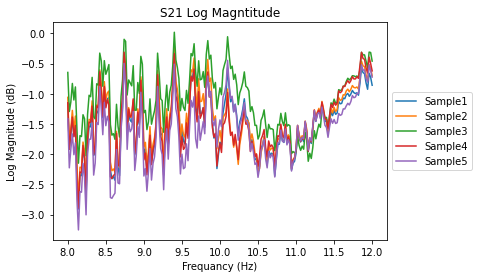 S21 Log Magntitude
0.0
−0.5
−1.0
−1.5
−2.0
−2.5
−3.0
Log Magnitude (dB)
8.0 8.5 9.0 9.5 10.0 10.5 11.0 11.5 12.0
Frequancy (Hz)
Sample1
Sample2
Sample3
Sample4
Sample5